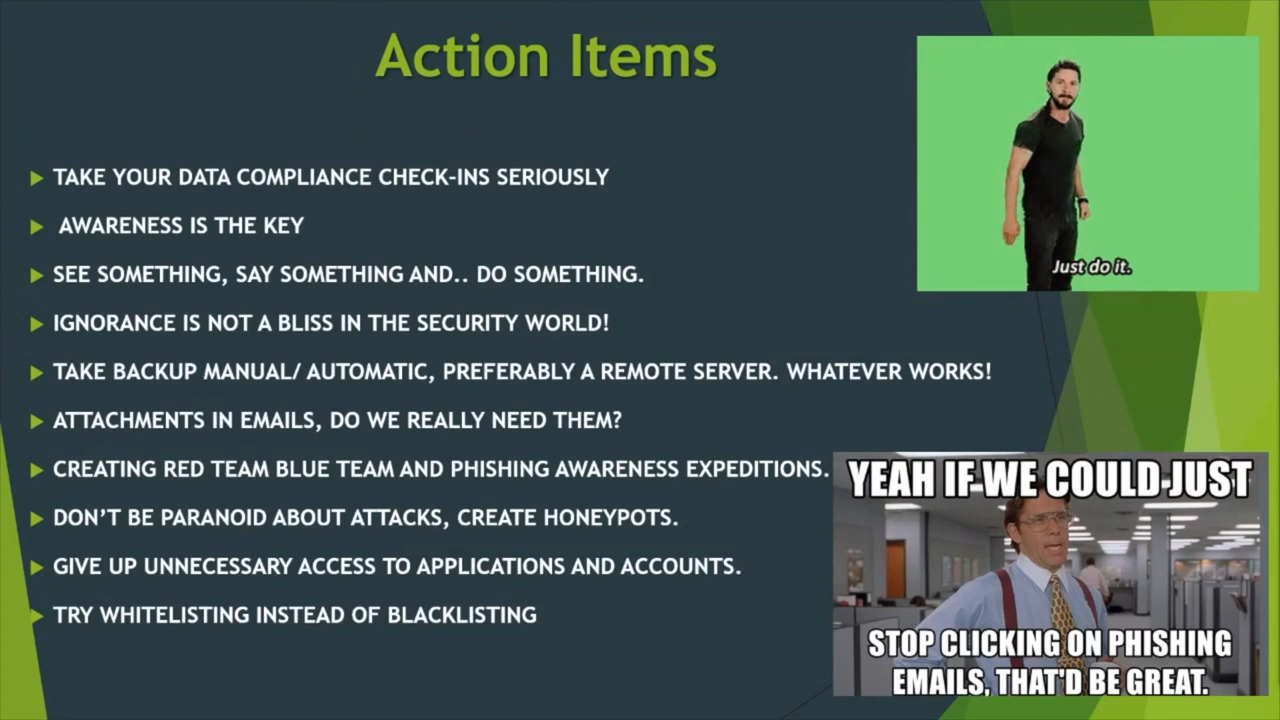 Action Items
TAKE YOUR DATA COMPLIANCE CHECK-INS SERIOUSLY
AWARENESS IS THE KEY
SEE SOMETHING, SAY SOMETHING AND.. DO SOMETHING.
IGNORANCE IS NOT A BLISS IN THE SECURITY WORLD!
TAKE BACKUP MANUAL/ AUTOMATIC, PREFERABLY A REMOTE SERVER. WHATEVER WORKS!
ATTACHMENTS IN EMAILS, DO WE REALLY NEED THEM?
CREATING RED TEAM BLUE TEAM AND PHISHING AWARENESS EXPEDITIONS.
DON’T BE PARANOID ABOUT ATTACKS, CREATE HONEYPOTS.
GIVE UP UNNECESSARY ACCESS TO APPLICATIONS AND ACCOUNTS.
TRY WHITELISTING INSTEAD OF BLACKLISTING
Just do it.
YEAH IF WE COULD JUST
STOP CLICKING ON PHISHING
EMAILS, THAT'D BE GREAT.